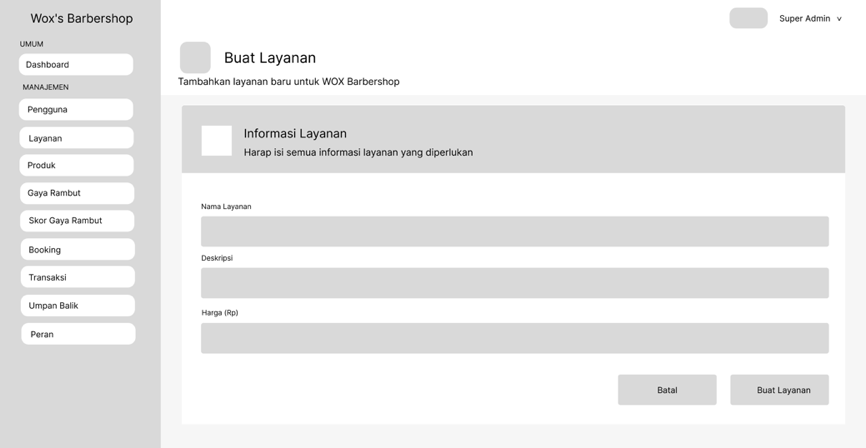 Wox's Barbershop
UMUM
Dashboard
MANAJEMEN
Pengguna
Layanan
Produk
Gaya Rambut
Skor Gaya Rambut
Booking
Transaksi
Umpan Balik
Peran
Super Admin v
Buat Layanan
Tambahkan layanan baru untuk WOX Barbershop
Informasi Layanan
Harap isi semua informasi layanan yang diperlukan
Nama Layanan
Deskripsi
Harga (Rp)
Batal
Buat Layanan